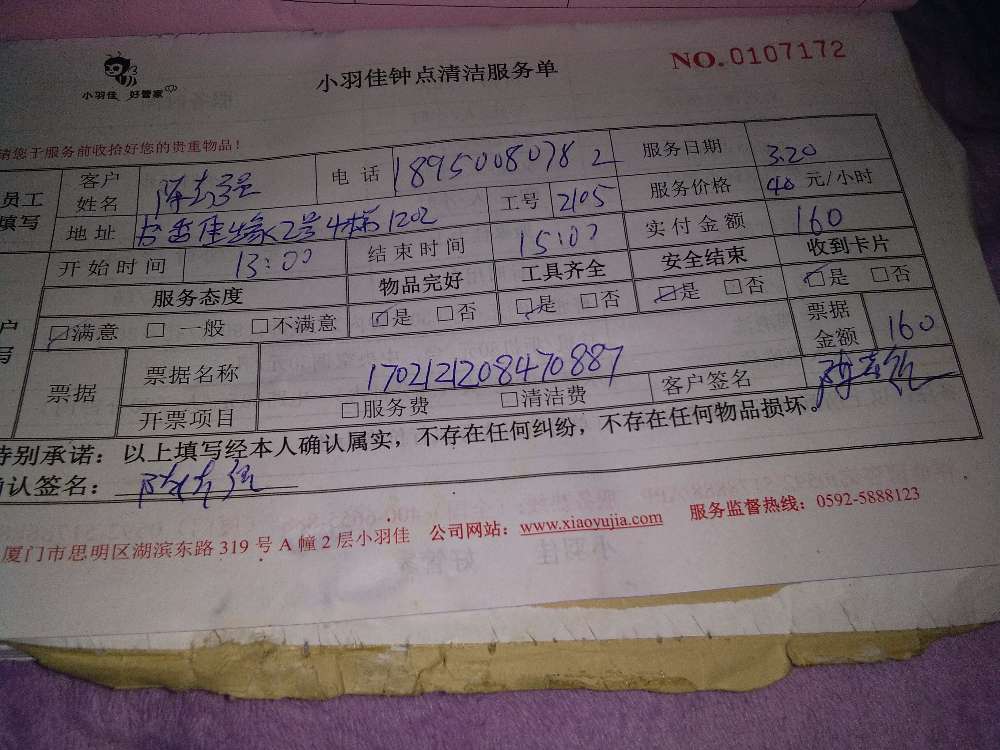 小羽佳 好管家
小羽佳钟点清洁服务单
NO.0107172
请您于服务前收拾好您的贵重物品!
员工填写 客户姓名 电话 18950080782 服务日期 3.20
地址 2号4梯1202 工号 2105 服务价格 40 元/小时
开始时间 13:00 结束时间 15:00 实付金额 160
服务态度 物品完好 工具齐全 安全结束 收到卡片
☑满意 □一般 □不满意 ☑是 □否 ☑是 □否 ☑是 □否 ☑是 □否
票据 票据名称 1702121208470887 票据金额 160
开票项目 □服务费 □清洁费 客户签名
特别承诺:以上填写经本人确认属实,不存在任何纠纷,不存在任何物品损坏。
确认签名:
厦门市思明区湖滨东路 319 号 A 幢 2 层小羽佳 公司网站:www.xiaoyujia.com 服务监督热线:0592-5888123